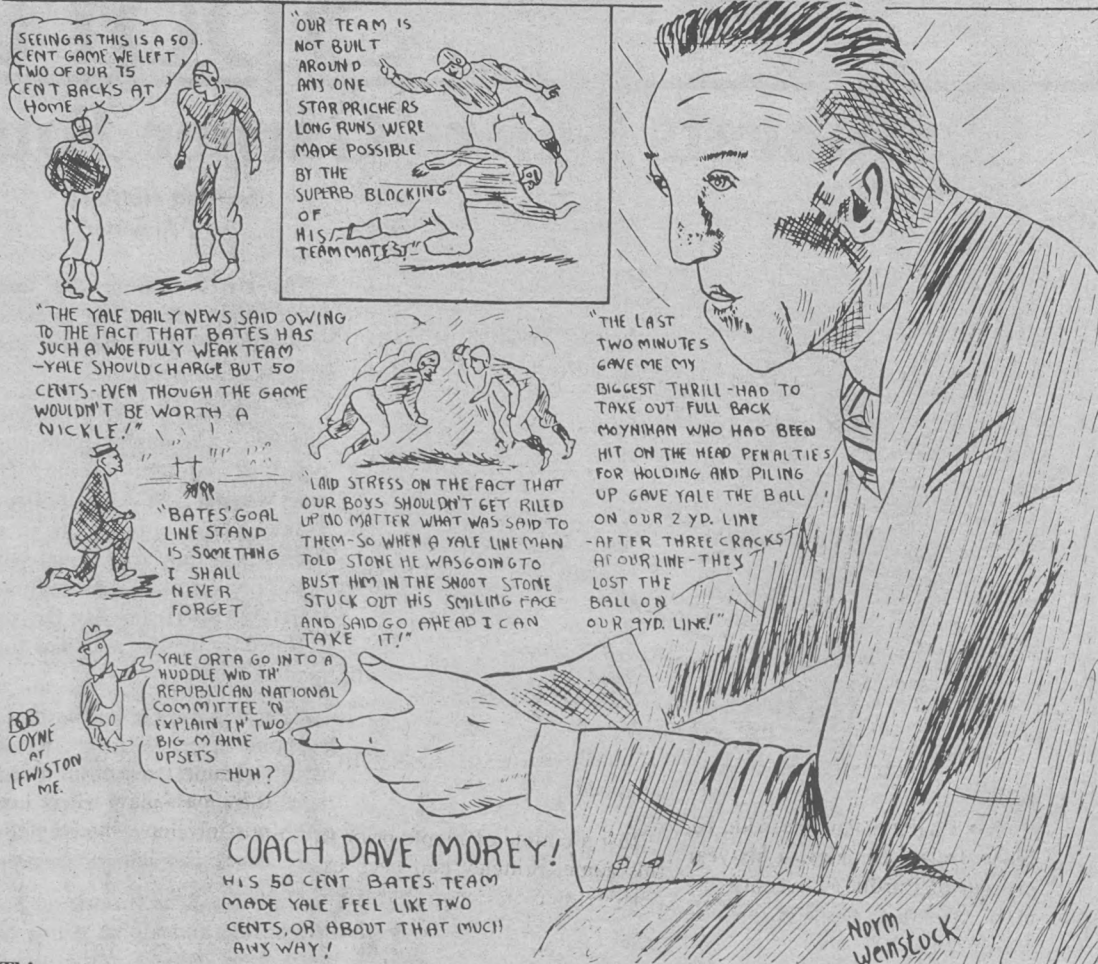 SEEING AS THIS IS A 50
CENT GAME WE LEFT
TWO OF OUR 75
CENT BACKS AT
HOME
"OUR TEAM IS
NOT BUILT
AROUND
ANY ONE
STAR PRICHERS
LONG RUNS WERE
MADE POSSIBLE
BY THE
SUPERB BLOCKING
OF
HIS
TEAM MATES!"
"THE YALE DAILY NEWS SAID OWING
TO THE FACT THAT BATES HAS
SUCH A WOEFULLY WEAK TEAM
-YALE SHOULD CHARGE BUT 50
CENTS-EVEN THOUGH THE GAME
WOULDN'T BE WORTH A
NICKLE!"
"THE LAST
TWO MINUTES
GAVE ME MY
BIGGEST THRILL-HAD TO
TAKE OUT FULL BACK
MOYNIHAN WHO HAD BEEN
HIT ON THE HEAD PENALTIES
FOR HOLDING AND PILING
UP GAVE YALE THE BALL
ON OUR 2 YD. LINE
-AFTER THREE CRACKS
AT OUR LINE-THEY
LOST THE
BALL ON
OUR 9YD. LINE!"
"BATES' GOAL
LINE STAND
IS SOMETHING
I SHALL
NEVER
FORGET
LAID STRESS ON THE FACT THAT
OUR BOYS SHOULDN'T GET RILED
UP NO MATTER WHAT WAS SAID TO
THEM-SO WHEN A YALE LINEMAN
TOLD STONE HE WAS GOING TO
BUST HIM IN THE SNOOT STONE
STUCK OUT HIS SMILING FACE
AND SAID GO AHEAD I CAN
TAKE IT!"
YALE ORTA GO INTO A
HUDDLE WID TH'
REPUBLICAN NATIONAL
COMMITTEE 'N
EXPLAIN TH' TWO
BIG MAINE
UPSETS
HUH?
BOB
COYNE
AT
LEWISTON
ME.
COACH DAVE MOREY!
HIS 50 CENT BATES TEAM
MADE YALE FEEL LIKE TWO
CENTS, OR ABOUT THAT MUCH
ANY WAY!
NORM
Weinstock